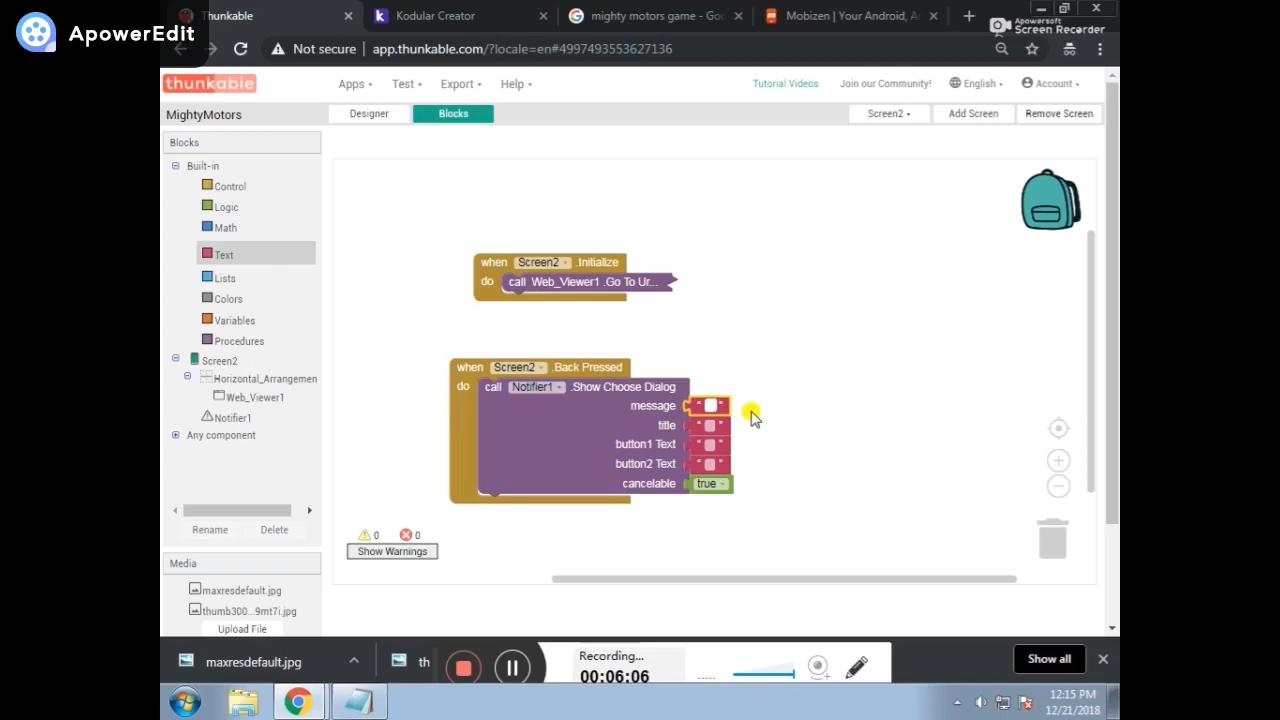 ApowerEdit
Thunkable
Kodular Creator
mighty motors game - Goo
Mobizen | Your Android, A
Apowersoft
Screen Recorder
Not secure
app.thunkable.com/?locale=en#4997493553627136
thunkable
Apps
Test
Export
Help
Tutorial Videos
Join our Community!
English
Account
MightyMotors
Designer
Blocks
Screen2
Add Screen
Remove Screen
Blocks
Built-in
Control
Logic
Math
Text
Lists
Colors
Variables
Procedures
Screen2
Horizontal_Arrangemen
Web_Viewer1
Notifier1
Any component
Rename
Delete
Media
maxresdefault.jpg
thumb300...9mt7i.jpg
Upload File
when Screen2 .Initialize
do call Web_Viewer1 .Go To Ur...
when Screen2 .Back Pressed
do call Notifier1 .Show Choose Dialog
message " "
title " "
button1 Text " "
button2 Text " "
cancelable true
0 0
Show Warnings
maxresdefault.jpg
th
Recording...
00:06:06
Show all
12:15 PM
12/21/2018